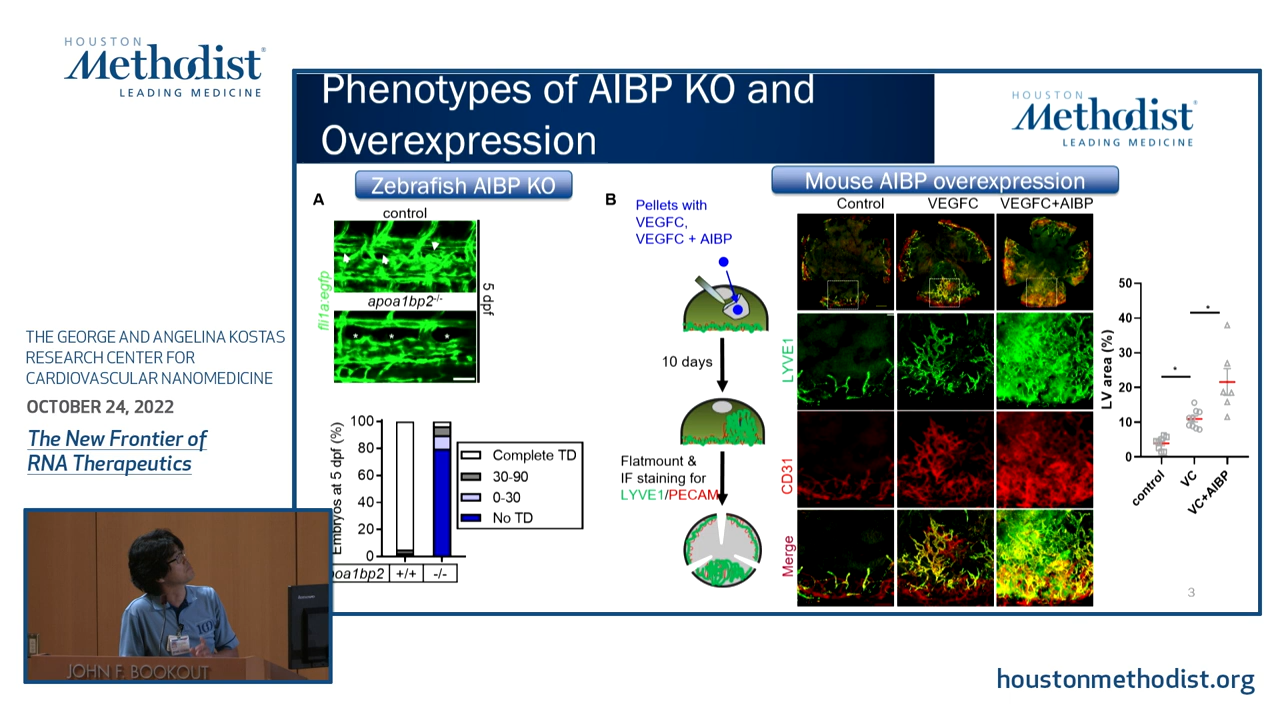 HOUSTON
Methodist
LEADING MEDICINE
THE GEORGE AND ANGELINA KOSTAS
RESEARCH CENTER FOR
CARDIOVASCULAR NANOMEDICINE
OCTOBER 24, 2022
The New Frontier of
RNA Therapeutics
Phenotypes of AIBP KO and
Overexpression
HOUSTON
Methodist
LEADING MEDICINE
Zebrafish AIBP KO
A
control
fli1a:egfp
apoa1bp2-/-
5 dpf
Embryos at 5 dpf (%)
100
80
60
40
20
0
Complete TD
30-90
0-30
No TD
poa1bp2 +/+ -/-
Mouse AIBP overexpression
B
Pellets with
VEGFC,
VEGFC + AIBP
10 days
Flatmount &
IF staining for
LYVE1/PECAM
Control VEGFC VEGFC+AIBP
LYVE1
CD31
Merge
LV area (%)
50
40
30
20
10
0
* *
control
VC
VC+AIBP
3
JOHN F. BOOKOUT
houstonmethodist.org